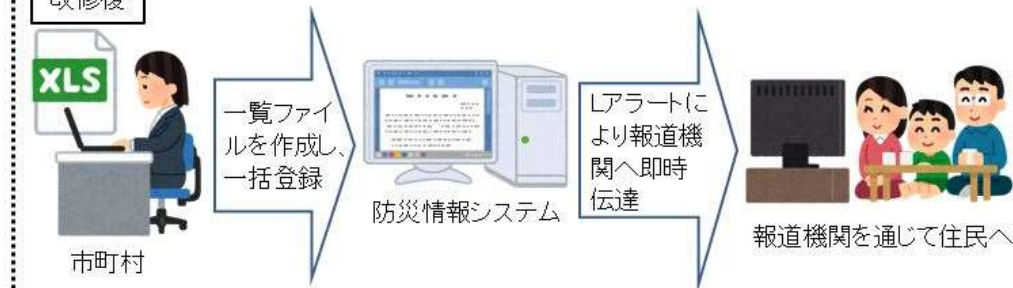 改修後
XLS
一覧ファイ
ルを作成し、
一括登録
Lアラートに
より報道機
関へ即時
伝達
防災情報システム
報道機関を通じて住民へ
市町村